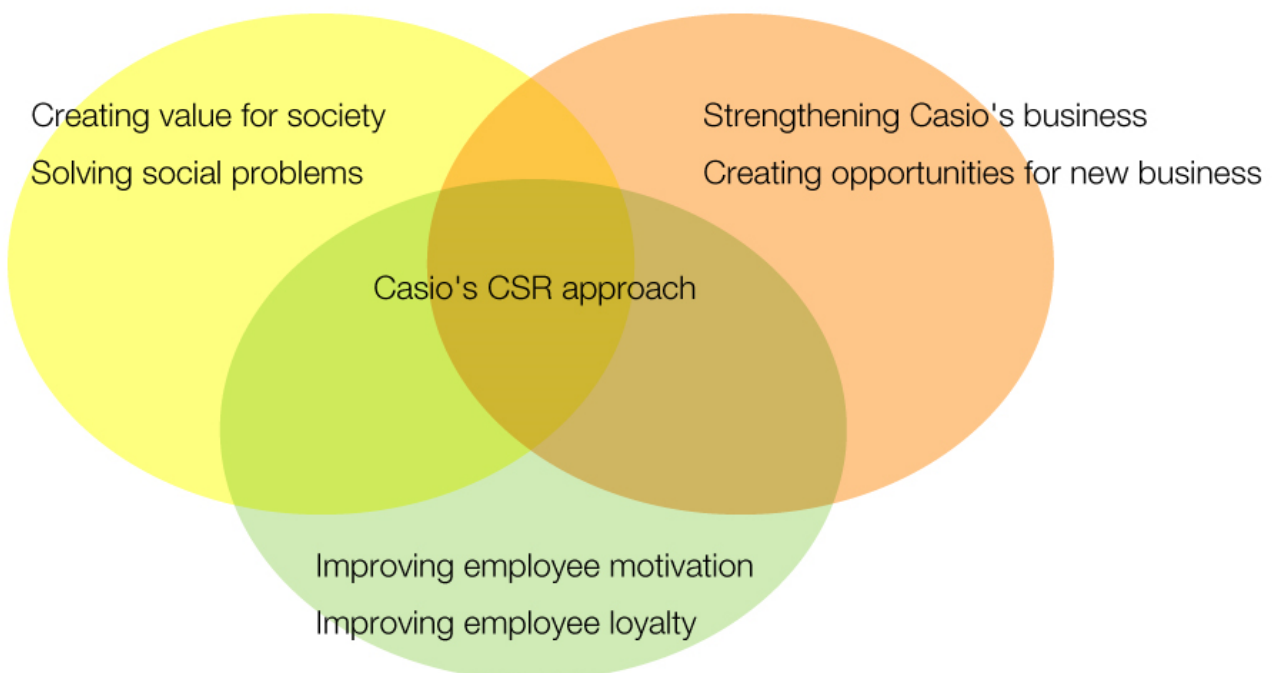 Creating value for society
Solving social problems
Strengthening Casio's business
Creating opportunities for new business
Casio's CSR approach
Improving employee motivation
Improving employee loyalty